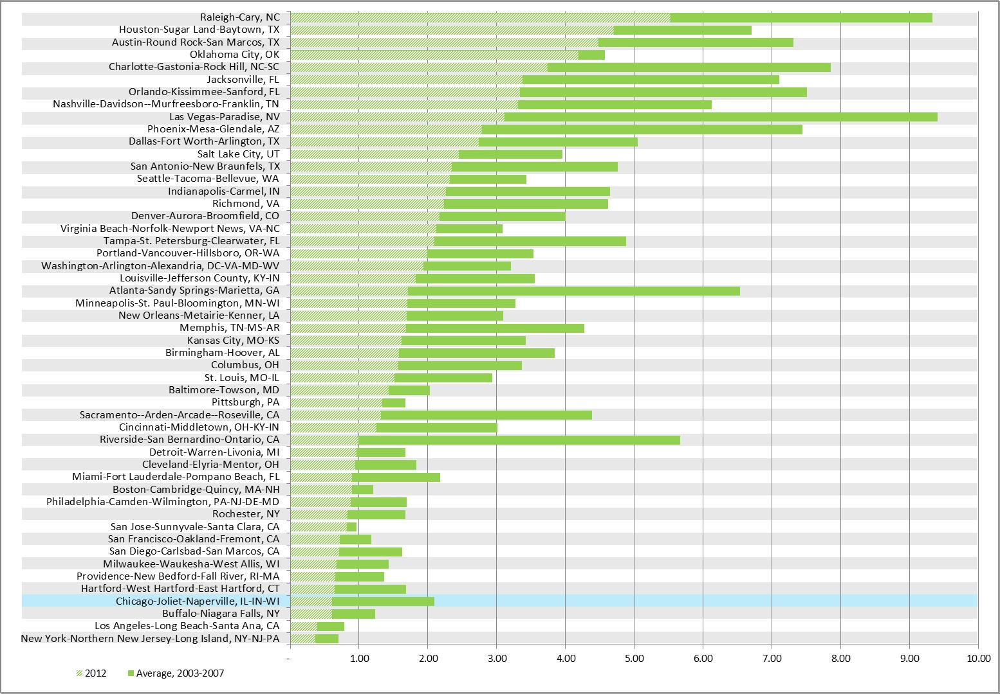 Raleigh-Cary, NC
Houston-Sugar Land-Baytown, TX
Austin-Round Rock-San Marcos, TX
Oklahoma City, OK
Charlotte-Gastonia-Rock Hill, NC-SC
Jacksonville, FL
Orlando-Kissimmee-Sanford, FL
Nashville-Davidson--Murfreesboro-Franklin, TN
Las Vegas-Paradise, NV
Phoenix-Mesa-Glendale, AZ
Dallas-Fort Worth-Arlington, TX
Salt Lake City, UT
San Antonio-New Braunfels, TX
Seattle-Tacoma-Bellevue, WA
Indianapolis-Carmel, IN
Richmond, VA
Denver-Aurora-Broomfield, CO
Virginia Beach-Norfolk-Newport News, VA-NC
Tampa-St. Petersburg-Clearwater, FL
Portland-Vancouver-Hillsboro, OR-WA
Washington-Arlington-Alexandria, DC-VA-MD-WV
Louisville-Jefferson County, KY-IN
Atlanta-Sandy Springs-Marietta, GA
Minneapolis-St. Paul-Bloomington, MN-WI
New Orleans-Metairie-Kenner, LA
Memphis, TN-MS-AR
Kansas City, MO-KS
Birmingham-Hoover, AL
Columbus, OH
St. Louis, MO-IL
Baltimore-Towson, MD
Pittsburgh, PA
Sacramento--Arden-Arcade--Roseville, CA
Cincinnati-Middletown, OH-KY-IN
Riverside-San Bernardino-Ontario, CA
Detroit-Warren-Livonia, MI
Cleveland-Elyria-Mentor, OH
Miami-Fort Lauderdale-Pompano Beach, FL
Boston-Cambridge-Quincy, MA-NH
Philadelphia-Camden-Wilmington, PA-NJ-DE-MD
Rochester, NY
San Jose-Sunnyvale-Santa Clara, CA
San Francisco-Oakland-Fremont, CA
San Diego-Carlsbad-San Marcos, CA
Milwaukee-Waukesha-West Allis, WI
Providence-New Bedford-Fall River, RI-MA
Hartford-West Hartford-East Hartford, CT
Chicago-Joliet-Naperville, IL-IN-WI
Buffalo-Niagara Falls, NY
Los Angeles-Long Beach-Santa Ana, CA
New York-Northern New Jersey-Long Island, NY-NJ-PA
- 1.00 2.00 3.00 4.00 5.00 6.00 7.00 8.00 9.00 10.00
2012 Average, 2003-2007